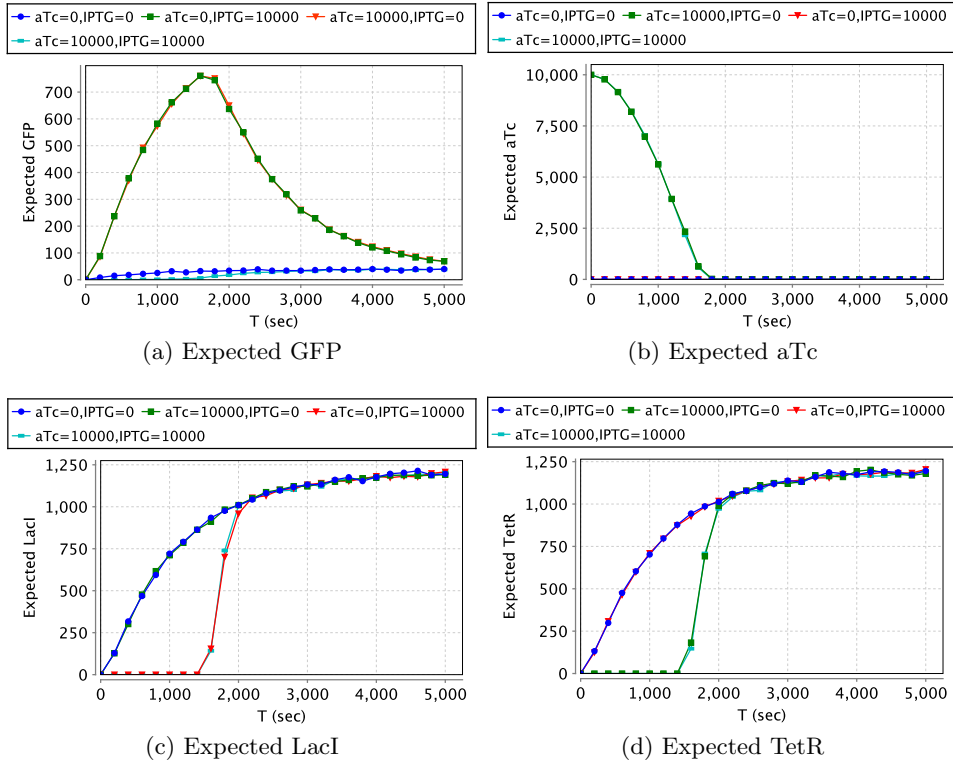 aTc=0,IPTG=0 aTc=0,IPTG=10000 aTc=10000,IPTG=0
aTc=10000,IPTG=10000
700
600
500
400
300
200
100
0
Expected GFP
0 1,000 2,000 3,000 4,000 5,000
T (sec)
(a) Expected GFP
aTc=0,IPTG=0 aTc=10000,IPTG=0 aTc=0,IPTG=10000
aTc=10000,IPTG=10000
10,000
7,500
5,000
2,500
0
Expected aTc
0 1,000 2,000 3,000 4,000 5,000
T (sec)
(b) Expected aTc
aTc=0,IPTG=0 aTc=10000,IPTG=0 aTc=0,IPTG=10000
aTc=10000,IPTG=10000
1,250
1,000
750
500
250
0
Expected LacI
0 1,000 2,000 3,000 4,000 5,000
T (sec)
(c) Expected LacI
aTc=0,IPTG=0 aTc=10000,IPTG=0 aTc=0,IPTG=10000
aTc=10000,IPTG=10000
1,250
1,000
750
500
250
0
Expected TetR
0 1,000 2,000 3,000 4,000 5,000
T (sec)
(d) Expected TetR